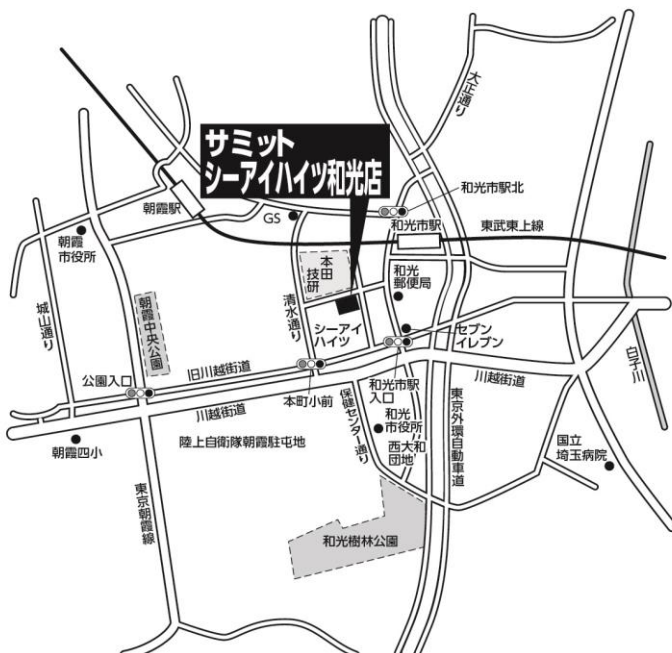 サミット
シーアイハイツ和光店
大正通り
和光市駅北
朝霞駅
GS
和光市駅
東武東上線
朝霞
市役所
本田
技研
和光
郵便局
城山通り
朝霞中央公園
清水通り
シーアイ
ハイツ
セブン
イレブン
白子川
公園入口
旧川越街道
川越街道
本町小前
和光市駅
入口
川越街道
保健センター通り
和光
市役所
東京外環自動車道
朝霞四小
陸上自衛隊朝霞駐屯地
西大和
団地
国立
埼玉病院
東京朝霞線
和光樹林公園